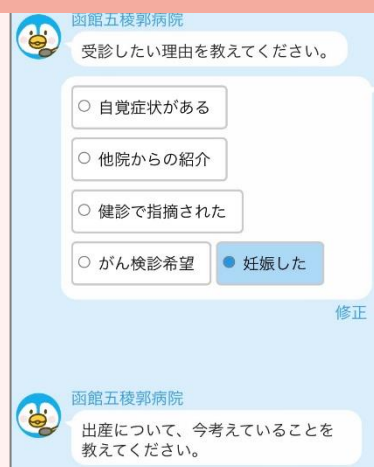 函館五稜郭病院
受診したい理由を教えてください。
自覚症状がある
他院からの紹介
健診で指摘された
がん検診希望
妊娠した
修正
函館五稜郭病院
出産について、今考えていることを
教えてください。